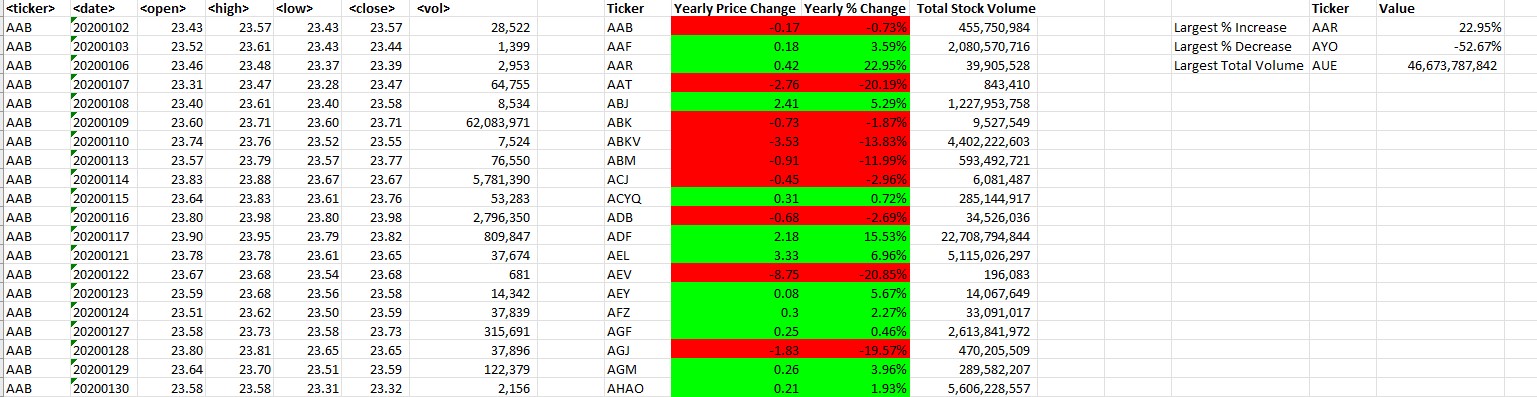 <ticker> <date> <open> <high> <low> <close> <vol> Ticker Yearly Price Change Yearly % Change Total Stock Volume Ticker Value
AAB 20200102 23.43 23.57 23.43 23.57 28,522 AAB -0.17 -0.73% 455,750,984 Largest % Increase AAR 22.95%
AAB 20200103 23.52 23.61 23.43 23.44 1,399 AAF 0.18 3.59% 2,080,570,716 Largest % Decrease AYO -52.67%
AAB 20200106 23.46 23.48 23.37 23.39 2,953 AAR 0.42 22.95% 39,905,528 Largest Total Volume AUE 46,673,787,842
AAB 20200107 23.31 23.47 23.28 23.47 64,755 AAT -2.76 -20.19% 843,410
AAB 20200108 23.40 23.61 23.40 23.58 8,534 ABJ 2.41 5.29% 1,227,953,758
AAB 20200109 23.60 23.71 23.60 23.71 62,083,971 ABK -0.73 -1.87% 9,527,549
AAB 20200110 23.74 23.76 23.52 23.55 7,524 ABKV -3.53 -13.83% 4,402,222,603
AAB 20200113 23.57 23.79 23.57 23.77 76,550 ABM -0.91 -11.99% 593,492,721
AAB 20200114 23.83 23.88 23.67 23.67 5,781,390 ACJ -0.45 -2.96% 6,081,487
AAB 20200115 23.64 23.83 23.61 23.76 53,283 ACYQ 0.31 0.72% 285,144,917
AAB 20200116 23.80 23.98 23.80 23.98 2,796,350 ADB -0.68 -2.69% 34,526,036
AAB 20200117 23.90 23.95 23.79 23.82 809,847 ADF 2.18 15.53% 22,708,794,844
AAB 20200121 23.78 23.78 23.61 23.65 37,674 AEL 3.33 6.96% 5,115,026,297
AAB 20200122 23.67 23.68 23.54 23.68 681 AEV -8.75 -20.85% 196,083
AAB 20200123 23.59 23.68 23.56 23.58 14,342 AEY 0.08 5.67% 14,067,649
AAB 20200124 23.51 23.62 23.50 23.59 37,839 AFZ 0.3 2.27% 33,091,017
AAB 20200127 23.58 23.73 23.58 23.73 315,691 AGF 0.25 0.46% 2,613,841,972
AAB 20200128 23.80 23.81 23.65 23.65 37,896 AGJ -1.83 -19.57% 470,205,509
AAB 20200129 23.64 23.70 23.51 23.59 122,379 AGM 0.26 3.96% 289,582,207
AAB 20200130 23.58 23.58 23.31 23.32 2,156 AHAO 0.21 1.93% 5,606,228,557